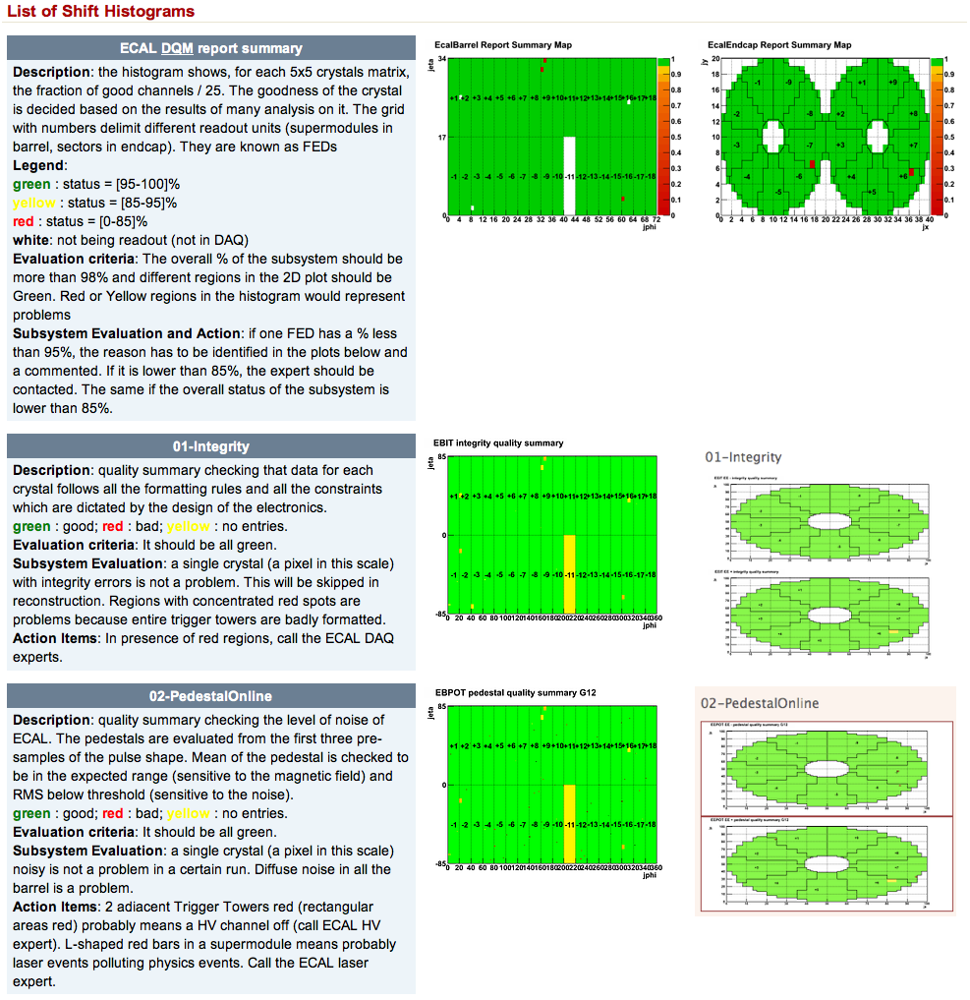 List of Shift Histograms
ECAL DQM report summary
Description: the histogram shows, for each 5x5 crystals matrix,
the fraction of good channels / 25. The goodness of the crystal
is decided based on the results of many analysis on it. The grid
with numbers delimit different readout units (supermodules in
barrel, sectors in endcap). They are known as FEDs
Legend:
green : status = [95-100]%
yellow : status = [85-95]%
red : status = [0-85]%
white: not being readout (not in DAQ)
Evaluation criteria: The overall % of the subsystem should be
more than 98% and different regions in the 2D plot should be
Green. Red or Yellow regions in the histogram would represent
problems
Subsystem Evaluation and Action: if one FED has a % less
than 95%, the reason has to be identified in the plots below and
a commented. If it is lower than 85%, the expert should be
contacted. The same if the overall status of the subsystem is
lower than 85%.
EcalBarrel Report Summary Map
jeta
34
17
0
+1 +2 +3 +4 +5 +6 +7 +8 +9 +10 +11 +12 +13 +14 +15 +16 +17 +18
-1 -2 -3 -4 -5 -6 -7 -8 -9 -10 -11 -12 -13 -14 -15 -16 -17 -18
0 4 8 12 16 20 24 28 32 36 40 44 48 52 56 60 64 68 72
jphi
1
0.9
0.8
0.7
0.6
0.5
0.4
0.3
0.2
0.1
0
EcalEndcap Report Summary Map
jy
20
18
16
14
12
10
8
6
4
2
0
-1 -9 +1 +9
-2 -8 +2 +8
-3 -7 +3 +7
-4 -6 +4 +6
-5 +5
0 2 4 6 8 10 12 14 16 18 20 22 24 26 28 30 32 34 36 38 40
jx
1
0.9
0.8
0.7
0.6
0.5
0.4
0.3
0.2
0.1
0
01-Integrity
Description: quality summary checking that data for each
crystal follows all the formatting rules and all the constraints
which are dictated by the design of the electronics.
green : good; red : bad; yellow : no entries.
Evaluation criteria: It should be all green.
Subsystem Evaluation: a single crystal (a pixel in this scale)
with integrity errors is not a problem. This will be skipped in
reconstruction. Regions with concentrated red spots are
problems because entire trigger towers are badly formatted.
Action Items: In presence of red regions, call the ECAL DAQ
experts.
EBIT integrity quality summary
jeta
85
0
-85
+1 +2 +3 +4 +5 +6 +7 +8 +9 +10 +11 +12 +13 +14 +15 +16 +17 +18
-1 -2 -3 -4 -5 -6 -7 -8 -9 -10 -11 -12 -13 -14 -15 -16 -17 -18
0 20 40 60 80 100 120 140 160 180 200 220 240 260 280 300 320 340 360
jphi
01-Integrity
EEIT EE - integrity quality summary
EEIT EE + integrity quality summary
02-PedestalOnline
Description: quality summary checking the level of noise of
ECAL. The pedestals are evaluated from the first three pre-
samples of the pulse shape. Mean of the pedestal is checked to
be in the expected range (sensitive to the magnetic field) and
RMS below threshold (sensitive to the noise).
green : good; red : bad; yellow : no entries.
Evaluation criteria: It should be all green.
Subsystem Evaluation: a single crystal (a pixel in this scale)
noisy is not a problem in a certain run. Diffuse noise in all the
barrel is a problem.
Action Items: 2 adiacent Trigger Towers red (rectangular
areas red) probably means a HV channel off (call ECAL HV
expert). L-shaped red bars in a supermodule means probably
laser events polluting physics events. Call the ECAL laser
expert.
EBPOT pedestal quality summary G12
jeta
85
0
-85
+1 +2 +3 +4 +5 +6 +7 +8 +9 +10 +11 +12 +13 +14 +15 +16 +17 +18
-1 -2 -3 -4 -5 -6 -7 -8 -9 -10 -11 -12 -13 -14 -15 -16 -17 -18
0 20 40 60 80 100 120 140 160 180 200 220 240 260 280 300 320 340 360
jphi
02-PedestalOnline
EEPOT EE - pedestal quality summary G12
EEPOT EE + pedestal quality summary G12